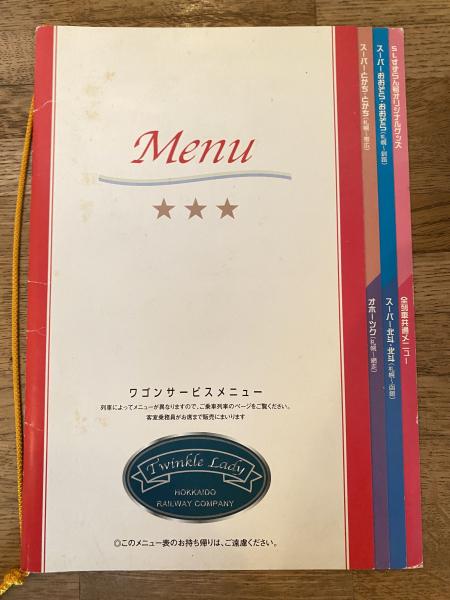 Menu
★★★
ワゴンサービスメニュー
列車によってメニューが異なりますので、ご乗車列車のページをご覧ください。
客室乗務員がお席まで販売にまいります
Twinkle Lady
HOKKAIDO
RAILWAY COMPANY
◎このメニュー表のお持ち帰りは、ご遠慮ください。
SLすずらん号オリジナルグッズ
スーパーおおぞら・おおぞら(札幌〜釧路)
スーパーとかち・とかち(札幌〜帯広)
全列車共通メニュー
スーパー北斗・北斗(札幌〜函館)
オホーツク(札幌〜網走)